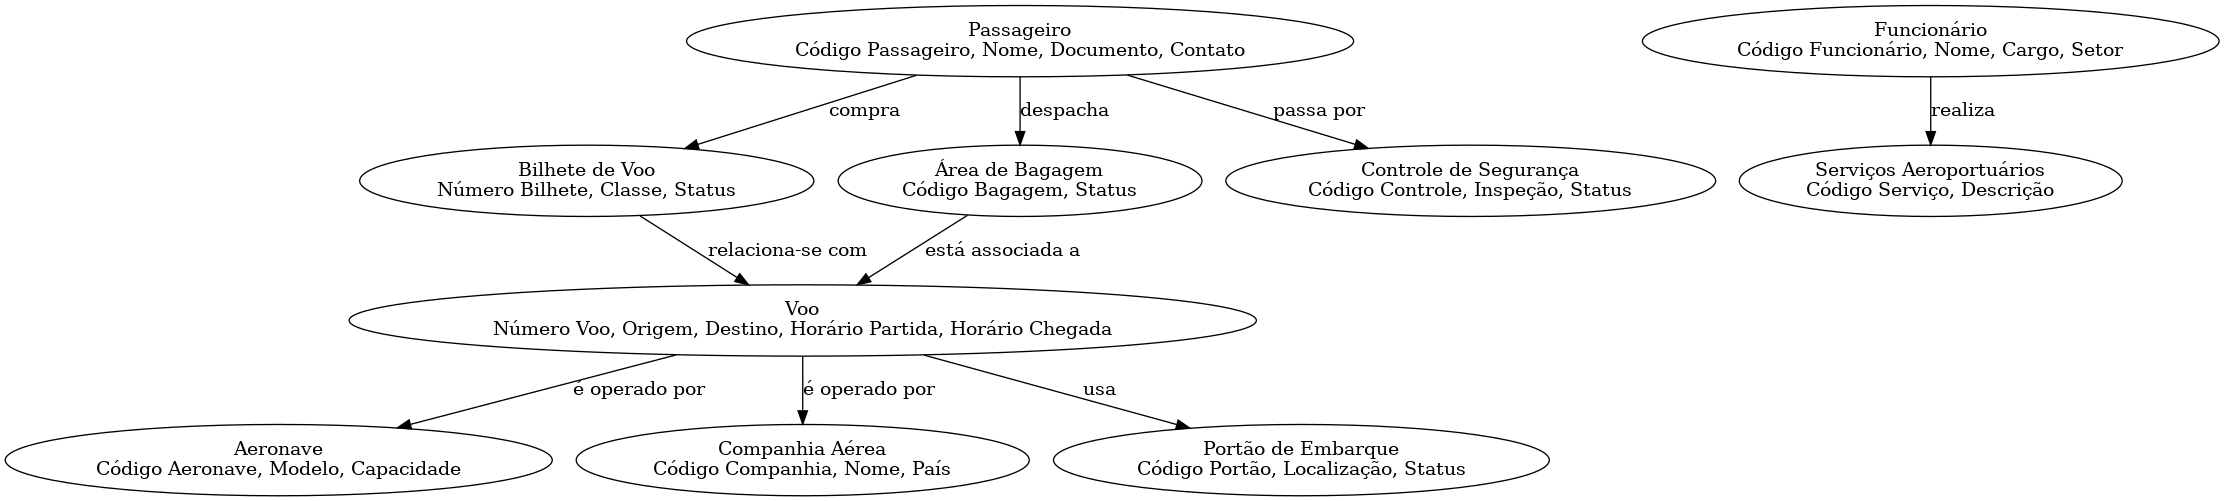 Passageiro
Código Passageiro, Nome, Documento, Contato
Funcionário
Código Funcionário, Nome, Cargo, Setor
compra
despacha
passa por
realiza
Bilhete de Voo
Número Bilhete, Classe, Status
Área de Bagagem
Código Bagagem, Status
Controle de Segurança
Código Controle, Inspeção, Status
Serviços Aeroportuários
Código Serviço, Descrição
relaciona-se com
está associada a
Voo
Número Voo, Origem, Destino, Horário Partida, Horário Chegada
é operado por
é operado por
usa
Aeronave
Código Aeronave, Modelo, Capacidade
Companhia Aérea
Código Companhia, Nome, País
Portão de Embarque
Código Portão, Localização, Status